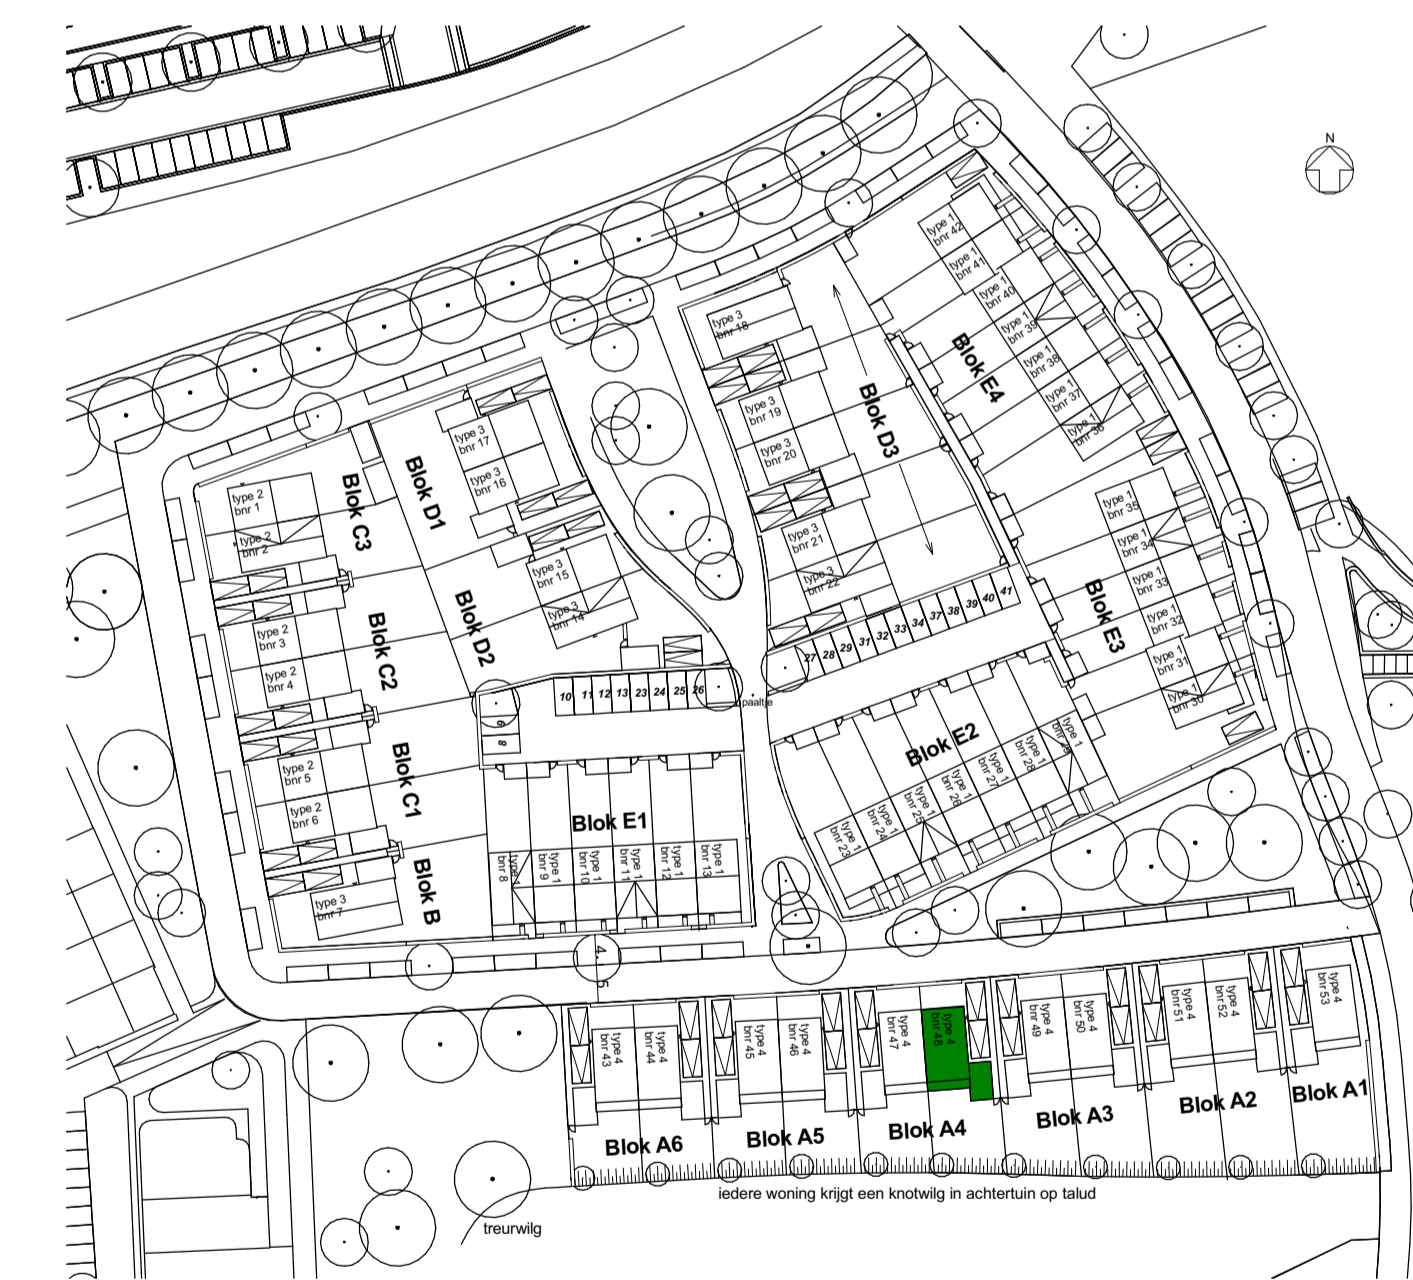 N
type 1
bnr 42
type 1
bnr 41
type 1
bnr 40
type 1
bnr 39
type 1
bnr 38
type 1
bnr 37
type 1
bnr 36
Blok E4
type 3
bnr 18
type 3
bnr 19
type 3
bnr 20
type 3
bnr 21
type 3
bnr 22
Blok D3
type 3
bnr 17
type 3
bnr 16
Blok D1
type 3
bnr 15
type 3
bnr 14
Blok D2
type 2
bnr 1
type 2
bnr 2
Blok C3
type 2
bnr 3
type 2
bnr 4
Blok C2
type 2
bnr 5
type 2
bnr 6
Blok C1
type 3
bnr 7
Blok B
type 1
bnr 35
type 1
bnr 34
type 1
bnr 33
type 1
bnr 32
type 1
bnr 31
type 1
bnr 30
Blok E3
27 28 29 31 32 33 34 37 38 39 40 41
10 11 12 13 23 24 25 26
paaltje
8
Blok E2
type 1
bnr 23
type 1
bnr 24
type 1
bnr 25
type 1
bnr 26
type 1
bnr 27
type 1
bnr 28
type 1
Blok E1
type 1
bnr 8
type 1
bnr 9
type 1
bnr 10
type 1
bnr 11
type 1
bnr 12
type 1
bnr 13
type 4
bnr 43
type 4
bnr 44
type 4
bnr 45
type 4
bnr 46
type 4
bnr 47
type 4
bnr 48
type 4
bnr 49
type 4
bnr 50
type 4
bnr 51
type 4
bnr 52
type 4
bnr 53
Blok A6
Blok A5
Blok A4
Blok A3
Blok A2
Blok A1
iedere woning krijgt een knotwilg in achtertuin op talud
treurwilg